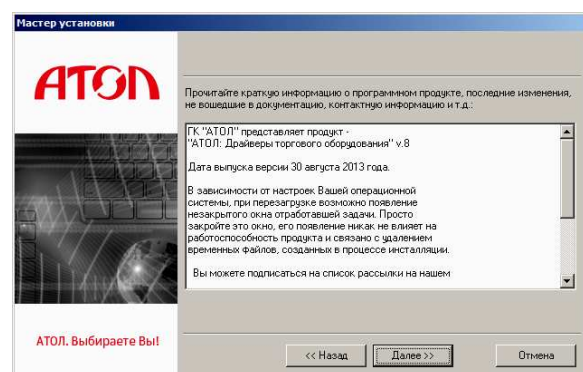 Мастер установки
АТОЛ
Прочитайте краткую информацию о программном продукте, последние изменения,
не вошедшие в документацию, контактную информацию и т.д.:
ГК "АТОЛ" представляет продукт -
"АТОЛ: Драйверы торгового оборудования" v.8
Дата выпуска версии 30 августа 2013 года.
В зависимости от настроек Вашей операционной
системы, при перезагрузке возможно появление
незакрытого окна отработавшей задачи. Просто
закройте это окно, его появление никак не влияет на
работоспособность продукта и связано с удалением
временных файлов, созданных в процессе инсталляции.
Вы можете подписаться на список рассылки на нашем
АТОЛ. Выбираете Вы!
<< Назад
Далее >>
Отмена